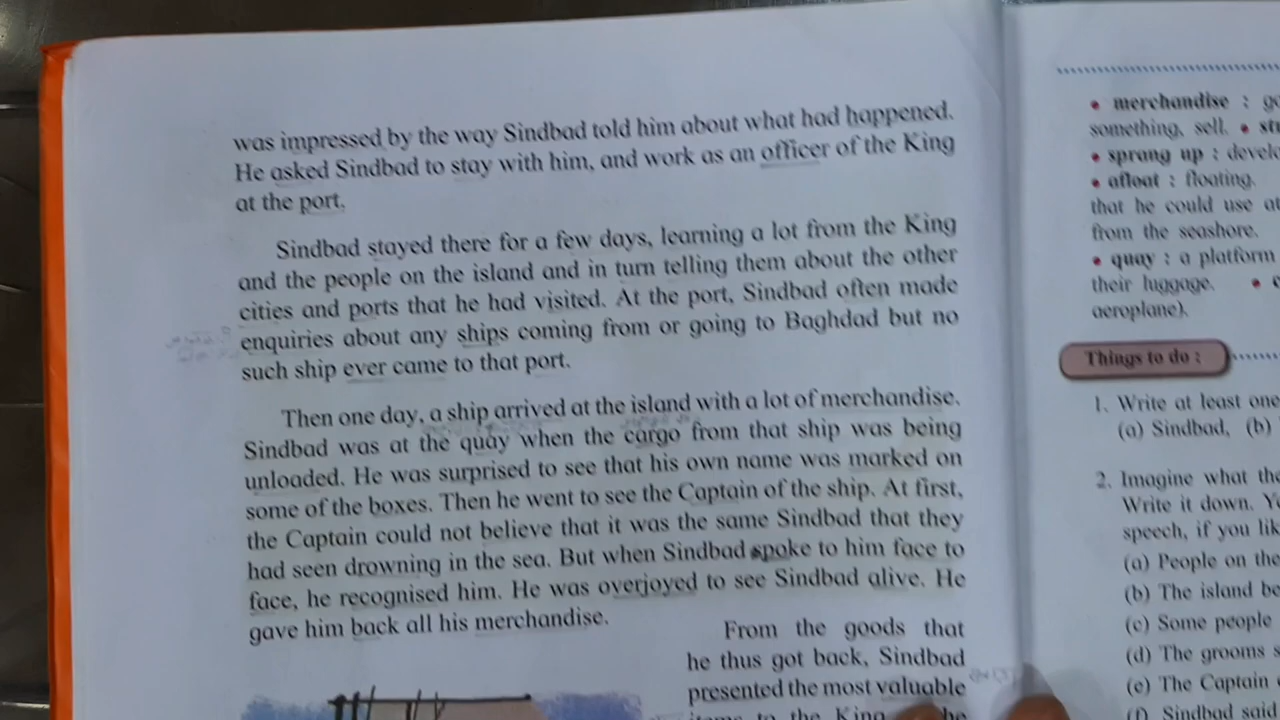 was impressed by the way Sindbad told him about what had happened.
He asked Sindbad to stay with him, and work as an officer of the King
at the port.
Sindbad stayed there for a few days, learning a lot from the King
and the people on the island and in turn telling them about the other
cities and ports that he had visited. At the port, Sindbad often made
enquiries about any ships coming from or going to Baghdad but no
such ship ever came to that port.
Then one day, a ship arrived at the island with a lot of merchandise.
Sindbad was at the quay when the cargo from that ship was being
unloaded. He was surprised to see that his own name was marked on
some of the boxes. Then he went to see the Captain of the ship. At first,
the Captain could not believe that it was the same Sindbad that they
had seen drowning in the sea. But when Sindbad spoke to him face to
face, he recognised him. He was overjoyed to see Sindbad alive. He
gave him back all his merchandise.
From the goods that
he thus got back, Sindbad
presented the most valuable
to the King
• merchandise :
something, sell. •
• sprang up :
• afloat : floating.
that he could use
from the seashore.
• quay : a platform
their luggage. •
aeroplane).
Things to do :
1. Write at least one
(a) Sindbad, (b)
2. Imagine what
Write it down.
speech, if you
(a) People on the
(b) The island
(c) Some people
(d) The grooms
(e) The Captain
(f) Sindbad said